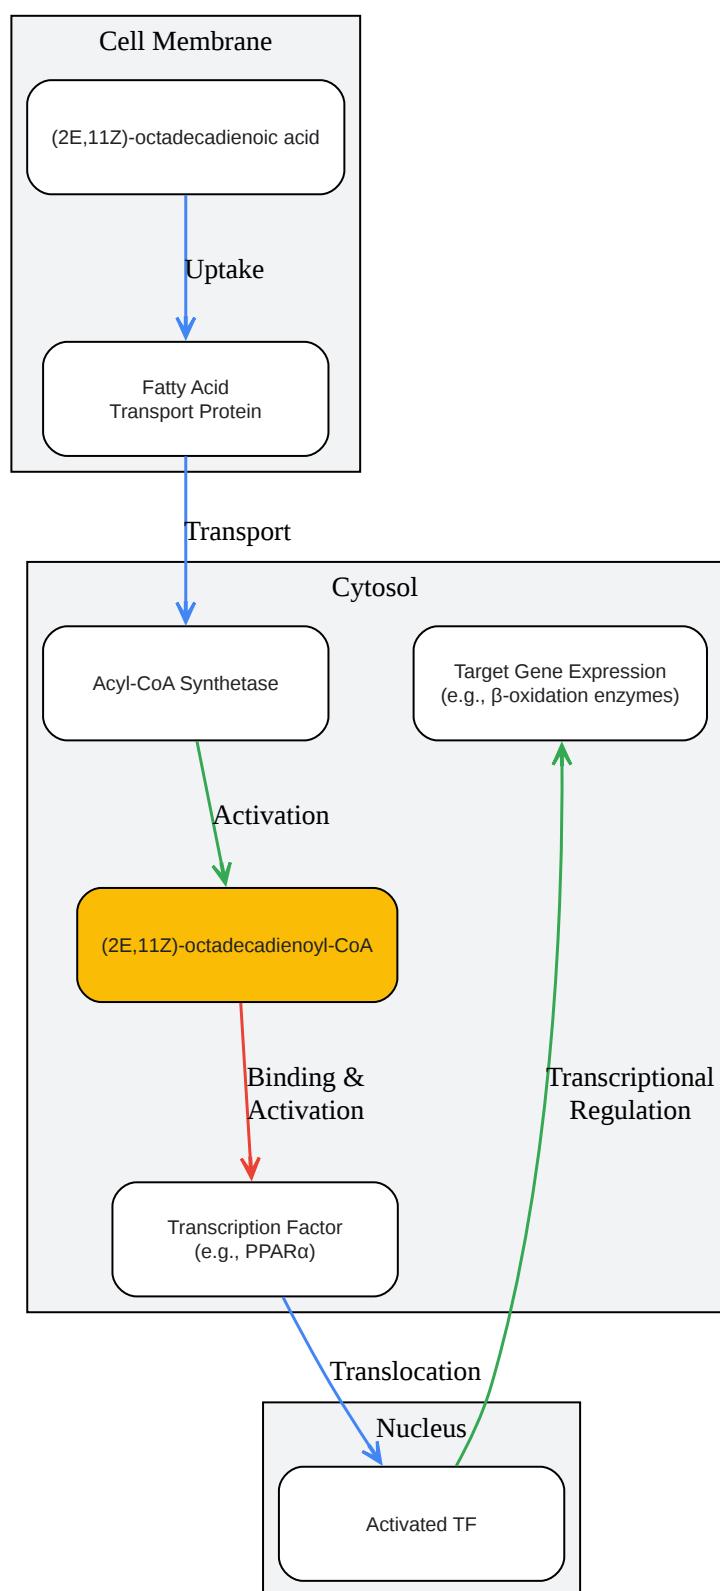 Cell Membrane
(2E,11Z)-octadecadienoic acid
Uptake
Fatty Acid
Transport Protein
Transport
Cytosol
Acyl-CoA Synthetase
Target Gene Expression
(e.g., β-oxidation enzymes)
Activation
(2E,11Z)-octadecadienoyl-CoA
Binding &
Activation
Transcriptional
Regulation
Transcription Factor
(e.g., PPARα)
Translocation
Nucleus
Activated TF